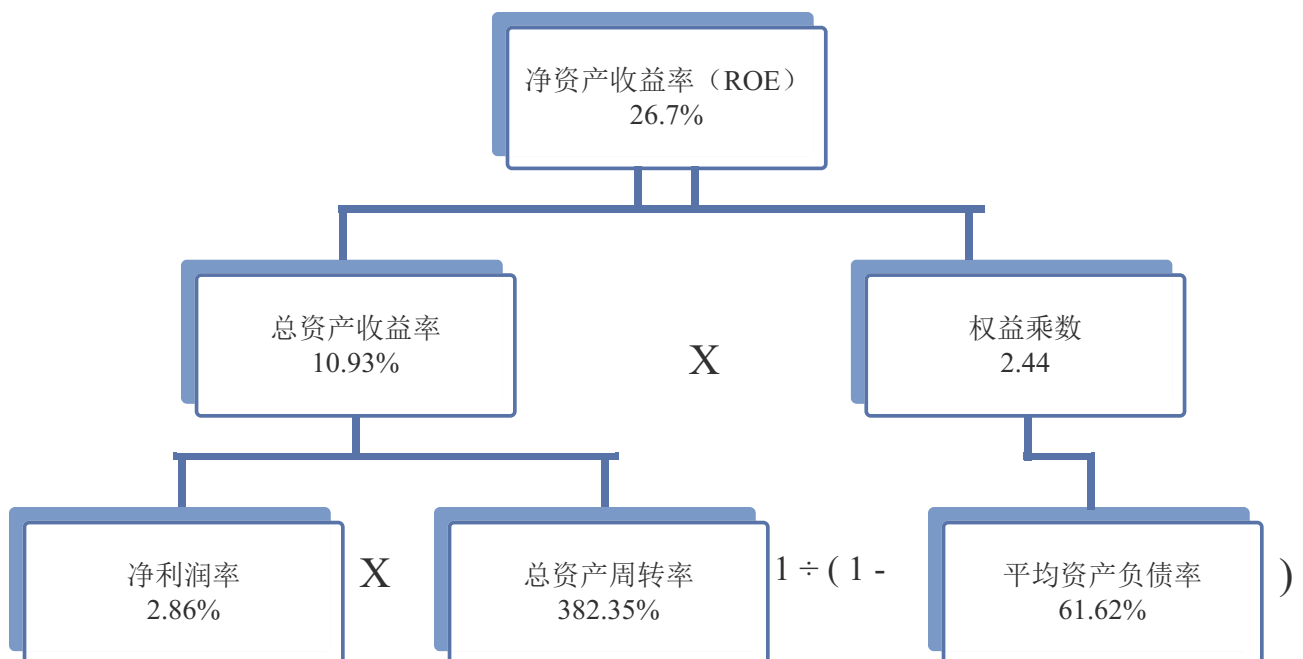 净资产收益率（ROE）
26.7%
总资产收益率
10.93%
X
权益乘数
2.44
净利润率
2.86%
X
总资产周转率
382.35%
1 ÷ ( 1 -
平均资产负债率
61.62%
)